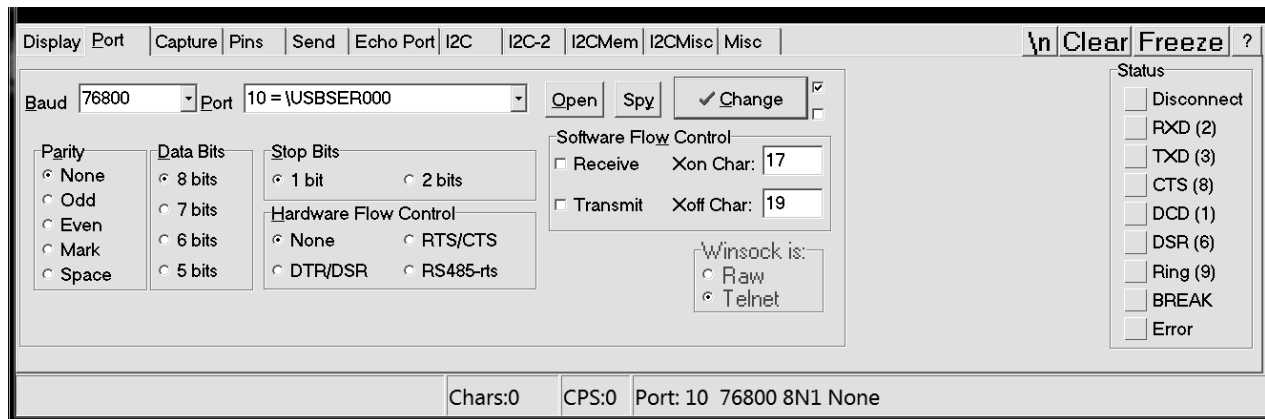 Display Port Capture Pins Send Echo Port I2C I2C-2 I2CMem I2CMisc Misc \n Clear Freeze ?
Status
Baud 76800 Port 10 = \USBSER000 Open Spy Change
Disconnect
RXD (2)
TXD (3)
CTS (8)
DCD (1)
DSR (6)
Ring (9)
BREAK
Error
Parity
None
Odd
Even
Mark
Space
Data Bits
8 bits
7 bits
6 bits
5 bits
Stop Bits
1 bit 2 bits
Hardware Flow Control
None RTS/CTS
DTR/DSR RS485-rts
Software Flow Control
Receive Xon Char: 17
Transmit Xoff Char: 19
Winsock is:
Raw
Telnet
Chars:0 CPS:0 Port: 10 76800 8N1 None